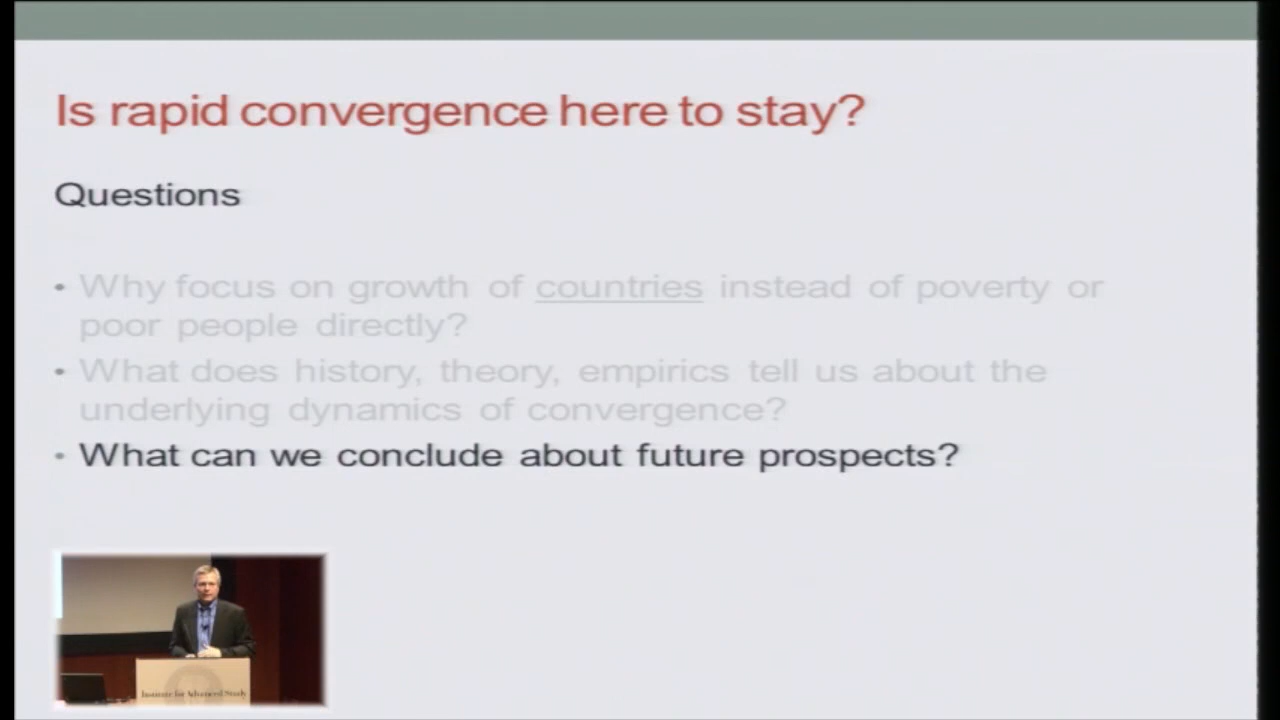 Is rapid convergence here to stay?
Questions
• Why focus on growth of countries instead of poverty or
poor people directly?
• What does history, theory, empirics tell us about the
underlying dynamics of convergence?
• What can we conclude about future prospects?
Institute for Advanced Study